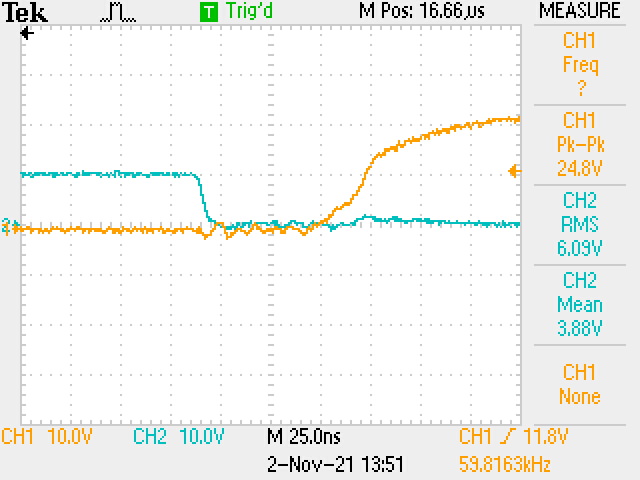 Tek T Trig'd M Pos: 16.66µs MEASURE
CH1
Freq
?
CH1
Pk-Pk
24.8V
CH2
RMS
6.09V
CH2
Mean
3.88V
CH1
None
2
CH1 10.0V CH2 10.0V M 25.0ns CH1 11.8V
2-Nov-21 13:51 59.8163kHz